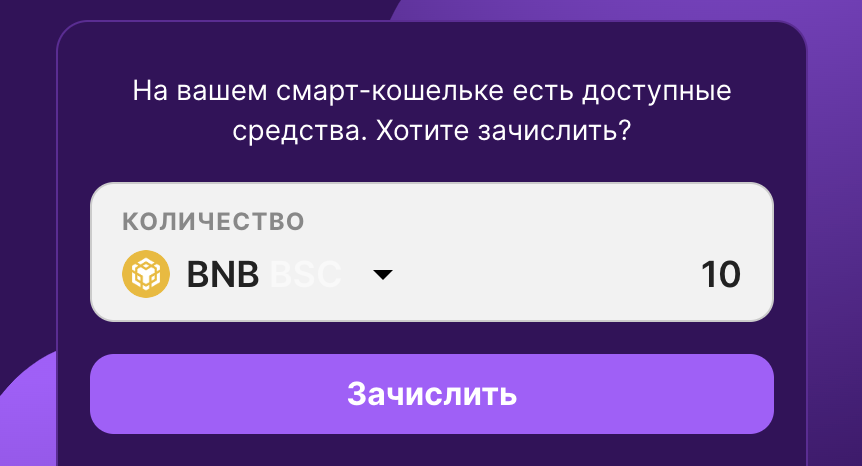 На вашем смарт-кошельке есть доступные
средства. Хотите зачислить?
КОЛИЧЕСТВО
BNB BSC 10
Зачислить